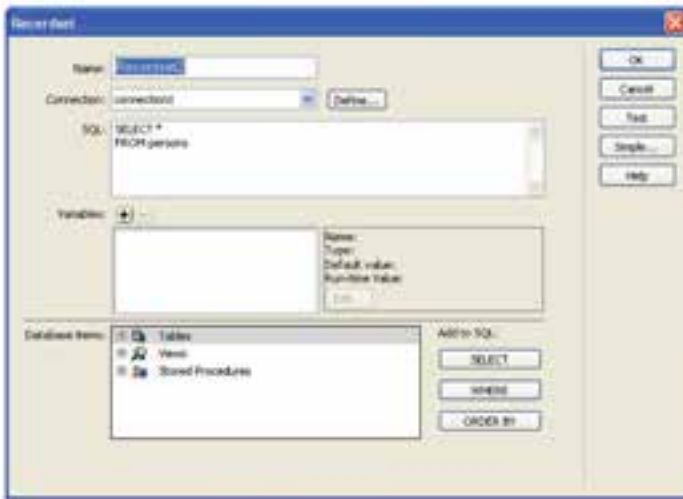 Recordset
Name:
Connection: connection1 Define...
SQL: SELECT *
FROM persons
Variables:
Name:
Type:
Default value:
Run-time Value:
Edit...
Database Items: Tables
Views
Stored Procedures
Add to SQL:
SELECT
WHERE
ORDER BY
OK
Cancel
Test
Simple...
Help